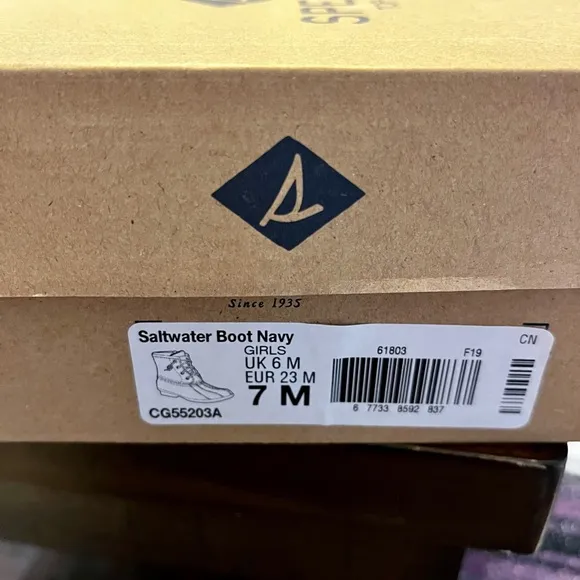 SPE
Since 1935
Saltwater Boot Navy
GIRLS
UK 6 M
EUR 23 M
7 M
CG55203A
61803 F19
6 7733 8592 837
CN